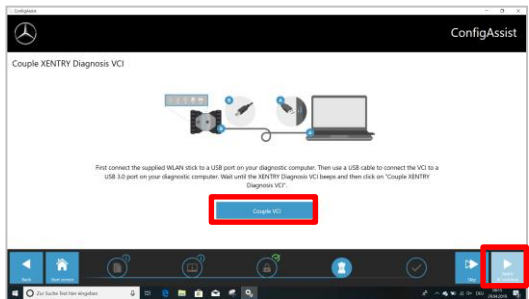 ConfigAssist
ConfigAssist
Couple XENTRY Diagnosis VCI
First connect the supplied WLAN stick to a USB port on your diagnostic computer. Then use a USB cable to connect the VCI to a
USB 3.0 port on your diagnostic computer. Wait until the XENTRY Diagnosis VCI beeps and then click on "Couple XENTRY
Diagnosis VCI".
Couple VCI
Back
Start screen
Skip
Zur Suche Text hier eingeben
DEU